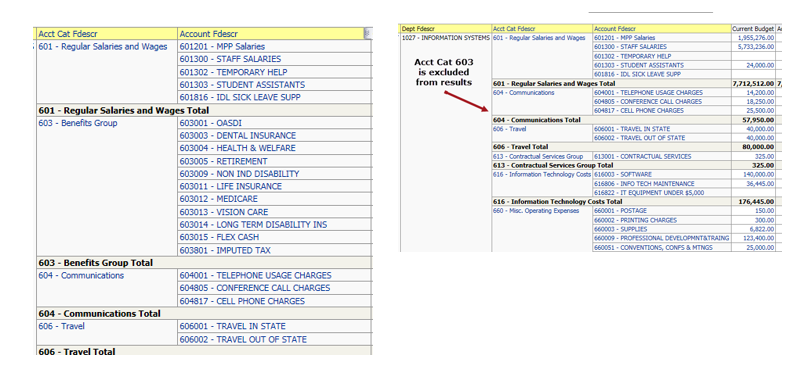 Acct Cat Fdescr Account Fdescr
601 - Regular Salaries and Wages 601201 - MPP Salaries
601300 - STAFF SALARIES
601302 - TEMPORARY HELP
601303 - STUDENT ASSISTANTS
601816 - IDL SICK LEAVE SUPP
601 - Regular Salaries and Wages Total
603 - Benefits Group 603001 - OASDI
603003 - DENTAL INSURANCE
603004 - HEALTH & WELFARE
603005 - RETIREMENT
603009 - NON IND DISABILITY
603011 - LIFE INSURANCE
603012 - MEDICARE
603013 - VISION CARE
603014 - LONG TERM DISABILITY INS
603015 - FLEX CASH
603801 - IMPUTED TAX
603 - Benefits Group Total
604 - Communications 604001 - TELEPHONE USAGE CHARGES
604805 - CONFERENCE CALL CHARGES
604817 - CELL PHONE CHARGES
604 - Communications Total
606 - Travel 606001 - TRAVEL IN STATE
606002 - TRAVEL OUT OF STATE
606 - Travel Total
Dept Fdescr Acct Cat Fdescr Account Fdescr Current Budget
1027 - INFORMATION SYSTEMS 601 - Regular Salaries and Wages 601201 - MPP Salaries 1,955,276.00
601300 - STAFF SALARIES 5,733,236.00
601302 - TEMPORARY HELP
601303 - STUDENT ASSISTANTS 24,000.00
601816 - IDL SICK LEAVE SUPP
601 - Regular Salaries and Wages Total 7,712,512.00
604 - Communications 604001 - TELEPHONE USAGE CHARGES 14,200.00
604805 - CONFERENCE CALL CHARGES 18,250.00
604817 - CELL PHONE CHARGES 25,500.00
604 - Communications Total 57,950.00
606 - Travel 606001 - TRAVEL IN STATE 40,000.00
606002 - TRAVEL OUT OF STATE 40,000.00
606 - Travel Total 80,000.00
613 - Contractual Services Group 613001 - CONTRACTUAL SERVICES 325.00
613 - Contractual Services Group Total 325.00
616 - Information Technology Costs 616003 - SOFTWARE 140,000.00
616806 - INFO TECH MAINTENANCE 36,445.00
616822 - IT EQUIPMENT UNDER $5,000
616 - Information Technology Costs Total 176,445.00
660 - Misc. Operating Expenses 660001 - POSTAGE 150.00
660002 - PRINTING CHARGES 300.00
660003 - SUPPLIES 6,822.00
660009 - PROFESSIONAL DEVELOPMNT&TRAING 123,400.00
660051 - CONVENTIONS, CONFS & MTNGS 25,000.00
Acct Cat 603
is excluded
from results